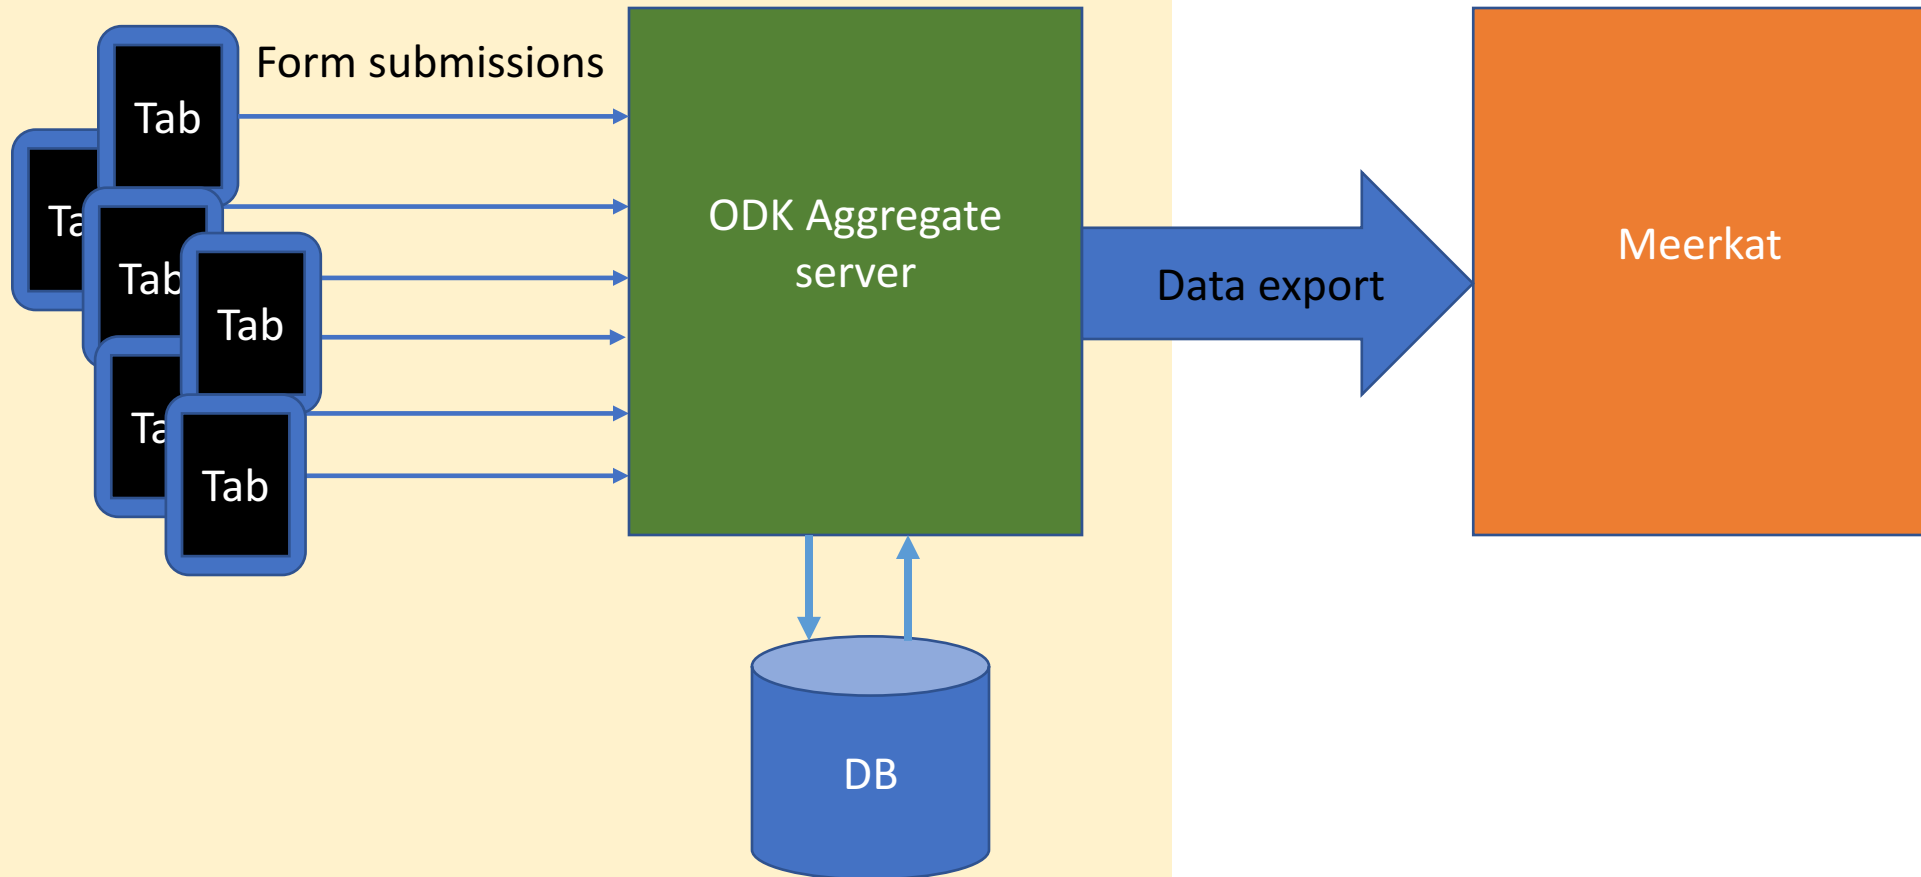 Form submissions
Tab
Ta
Tab
Tab
Ta
Tab
ODK Aggregate
server
Data export
Meerkat
DB